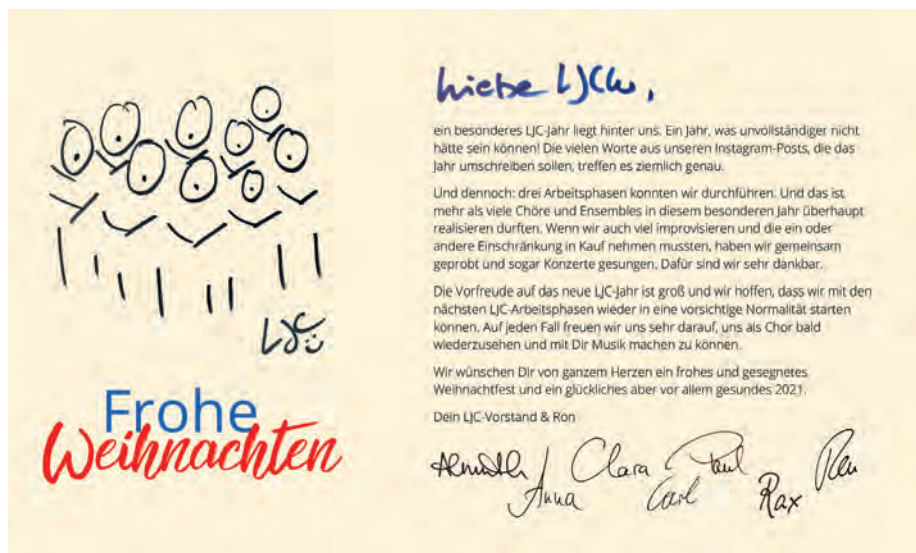 LJC
Frohe
Weihnachten
Liebe LJCler,
ein besonderes LJC-Jahr liegt hinter uns. Ein Jahr, was unvollständiger nicht
hätte sein können! Die vielen Worte aus unseren Instagram-Posts, die das
Jahr umschreiben sollen, treffen es ziemlich genau.
Und dennoch: drei Arbeitsphasen konnten wir durchführen. Und das ist
mehr als viele Chöre und Ensembles in diesem besonderen Jahr überhaupt
realisieren durften. Wenn wir auch viel improvisieren und die ein oder
andere Einschränkung in Kauf nehmen mussten, haben wir gemeinsam
geprobt und sogar Konzerte gesungen. Dafür sind wir sehr dankbar.
Die Vorfreude auf das neue LJC-Jahr ist groß und wir hoffen, dass wir mit den
nächsten LJC-Arbeitsphasen wieder in eine vorsichtige Normalität starten
können. Auf jeden Fall freuen wir uns sehr darauf, uns als Chor bald
wiederzusehen und mit Dir Musik machen zu können.
Wir wünschen Dir von ganzem Herzen ein frohes und gesegnetes
Weihnachtfest und ein glückliches aber vor allem gesundes 2021.
Dein LJC-Vorstand & Ron
Almuth Clara Paul Ron
Anna Carl Rax